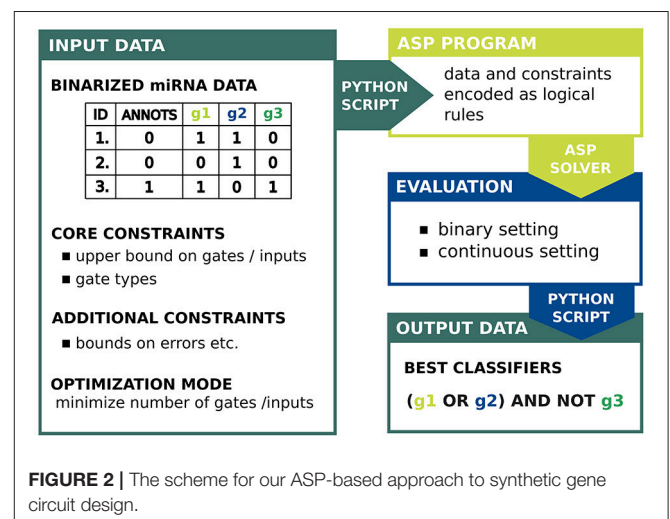 INPUT DATA
BINARIZED miRNA DATA
ID ANNOTS g1 g2 g3
1. 0 1 1 0
2. 0 0 1 0
3. 1 1 0 1
CORE CONSTRAINTS
▪ upper bound on gates / inputs
▪ gate types
ADDITIONAL CONSTRAINTS
▪ bounds on errors etc.
OPTIMIZATION MODE
minimize number of gates /inputs
PYTHON
SCRIPT
ASP PROGRAM
data and constraints
encoded as logical
rules
ASP
SOLVER
EVALUATION
▪ binary setting
▪ continuous setting
PYTHON
SCRIPT
OUTPUT DATA
BEST CLASSIFIERS
(g1 OR g2) AND NOT g3
FIGURE 2 | The scheme for our ASP-based approach to synthetic gene
circuit design.